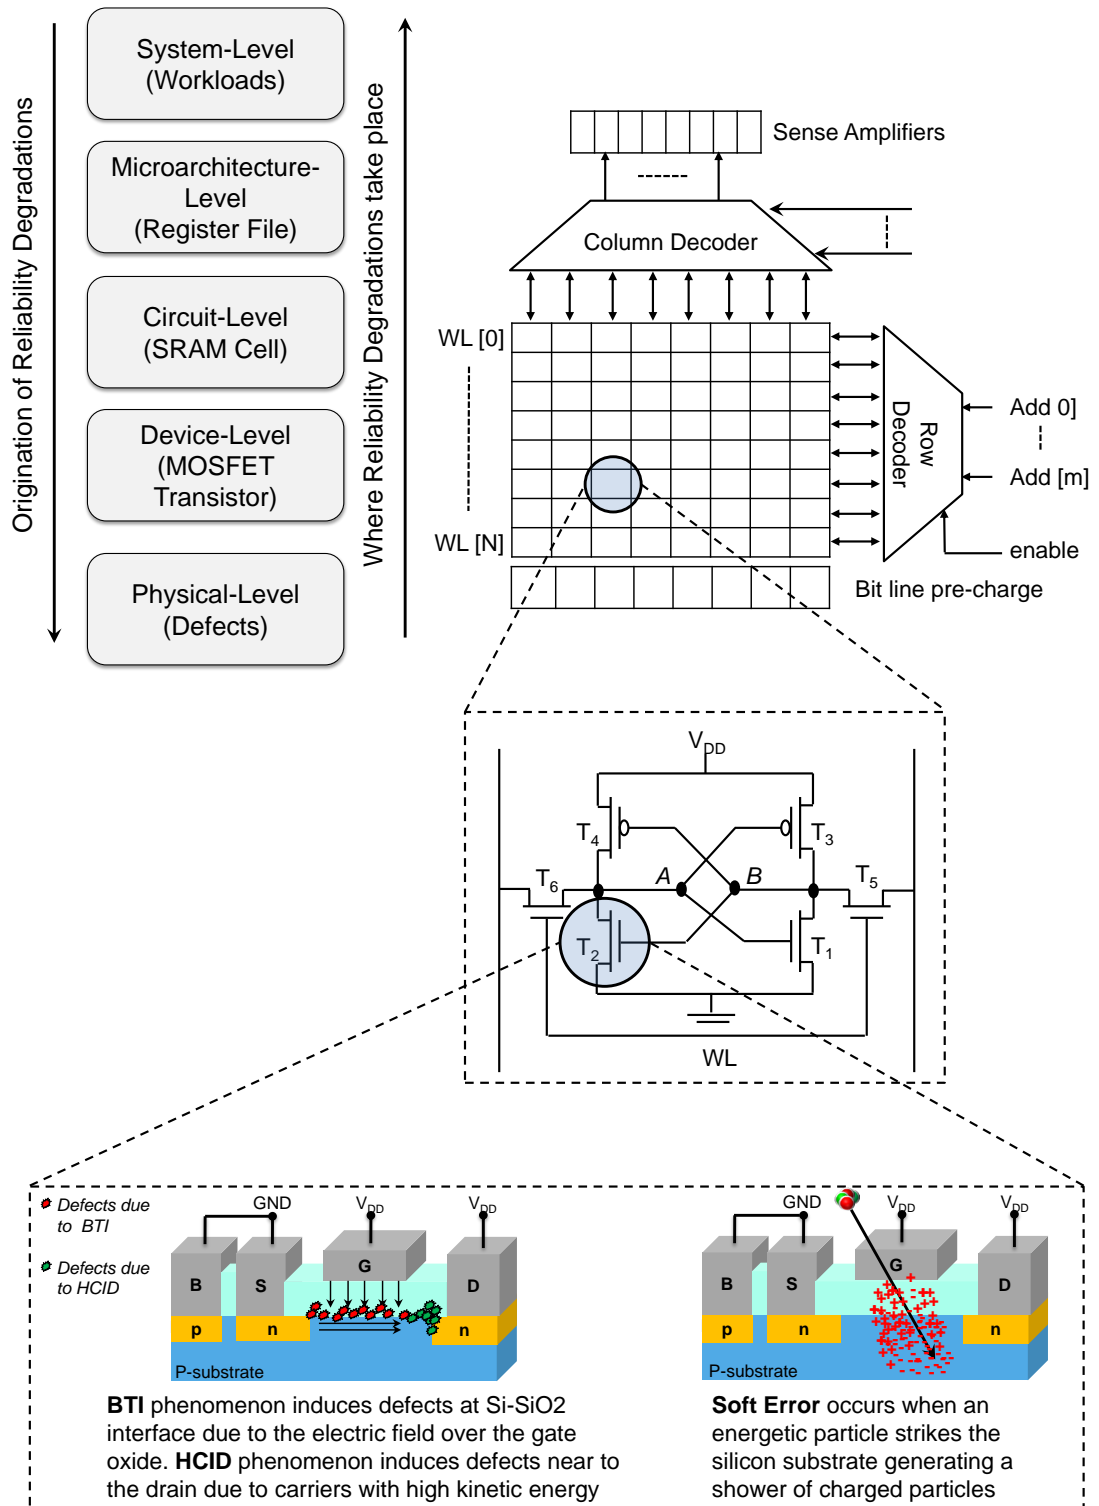 Origination of Reliability Degradations
System-Level
(Workloads)
Microarchitecture-
Level
(Register File)
Circuit-Level
(SRAM Cell)
Device-Level
(MOSFET
Transistor)
Physical-Level
(Defects)
Where Reliability Degradations take place
Sense Amplifiers
Column Decoder
WL [0]
WL [N]
Row
Decoder
Add 0]
Add [m]
enable
Bit line pre-charge
VDD
T4
T3
T6
A
B
T5
T2
T1
WL
Defects due
to BTI
Defects due
to HCID
GND
VDD
VDD
B
S
G
D
p
n
n
P-substrate
GND
VDD
VDD
B
S
G
D
p
n
n
P-substrate
BTI phenomenon induces defects at Si-SiO2
interface due to the electric field over the gate
oxide. HCID phenomenon induces defects near to
the drain due to carriers with high kinetic energy
Soft Error occurs when an
energetic particle strikes the
silicon substrate generating a
shower of charged particles